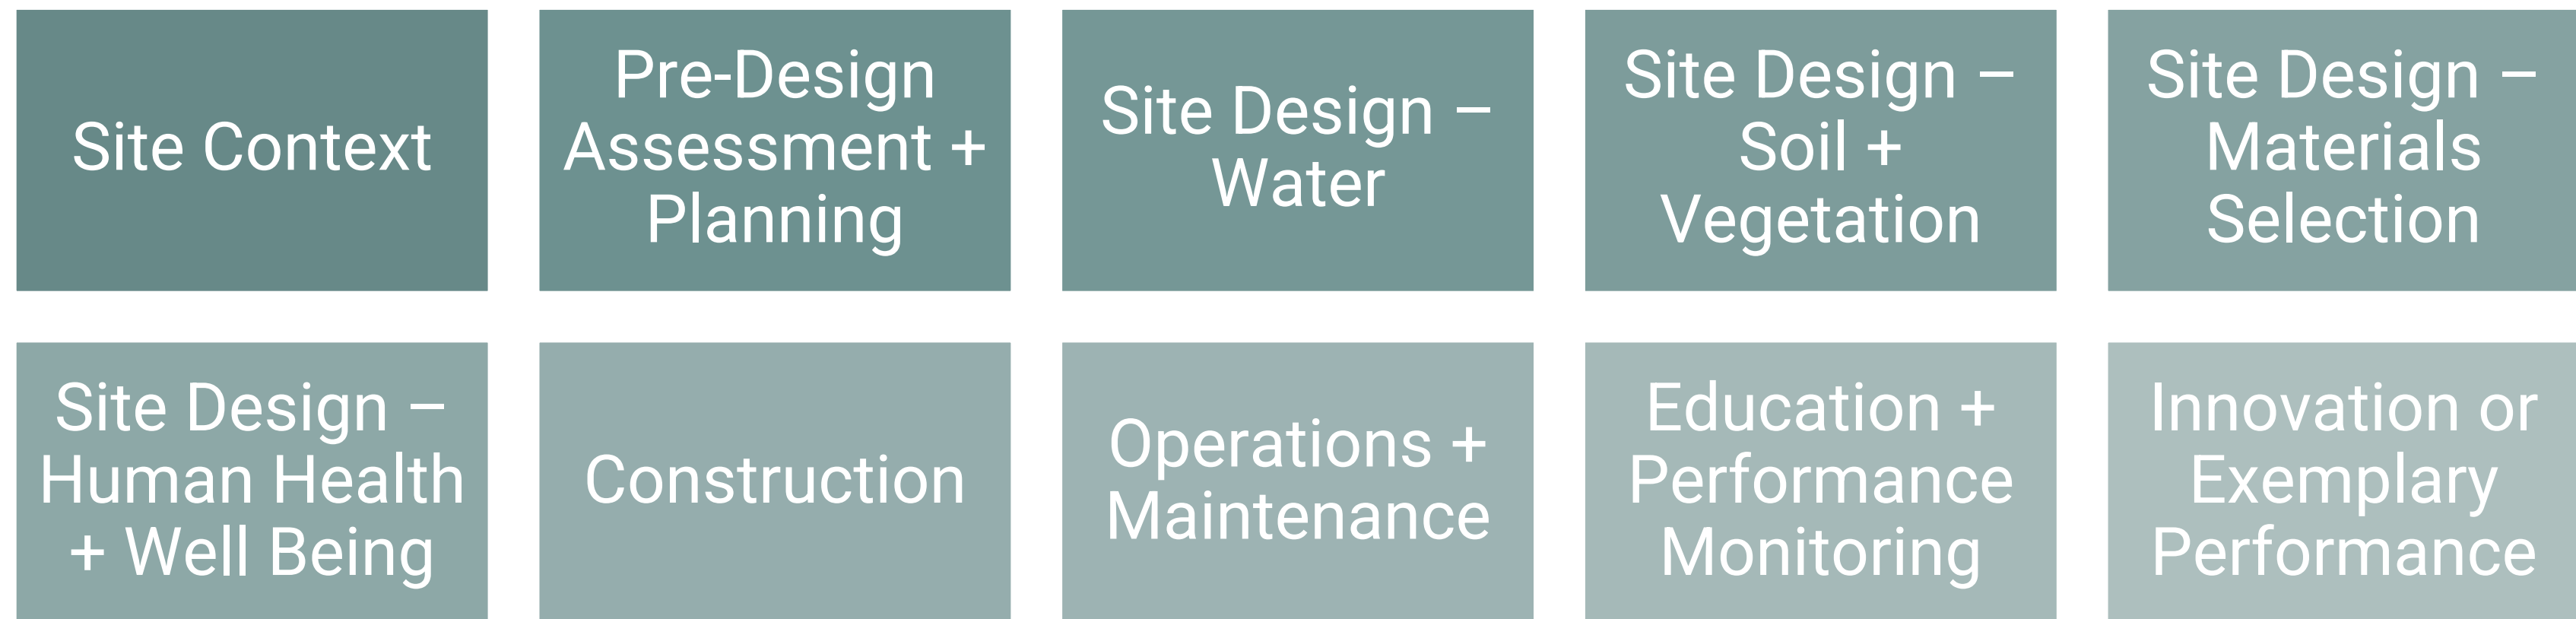 Site Context
Pre-Design
Assessment +
Planning
Site Design –
Water
Site Design –
Soil +
Vegetation
Site Design –
Materials
Selection
Site Design –
Human Health
+ Well Being
Construction
Operations +
Maintenance
Education +
Performance
Monitoring
Innovation or
Exemplary
Performance